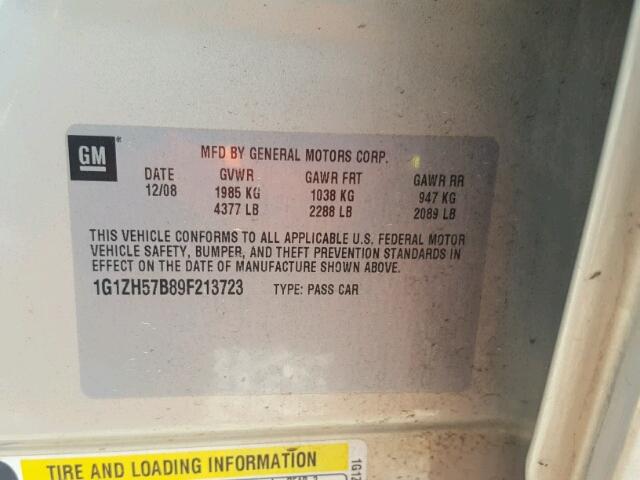 GM
MFD BY GENERAL MOTORS CORP.
DATE GVWR GAWR FRT GAWR RR
12/08 1985 KG 1038 KG 947 KG
4377 LB 2288 LB 2089 LB
THIS VEHICLE CONFORMS TO ALL APPLICABLE U.S. FEDERAL MOTOR
VEHICLE SAFETY, BUMPER, AND THEFT PREVENTION STANDARDS IN
EFFECT ON THE DATE OF MANUFACTURE SHOWN ABOVE.
1G1ZH57B89F213723 TYPE: PASS CAR
TIRE AND LOADING INFORMATION
1G1Z